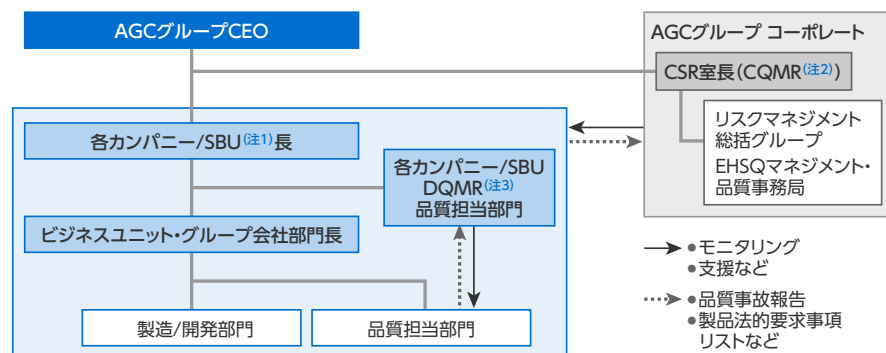 AGCグループCEO
AGCグループ コーポレート
CSR室長(CQMR(注2))
リスクマネジメント
総括グループ
EHSQマネジメント・
品質事務局
各カンパニー/SBU(注1)長
各カンパニー/SBU
DQMR(注3)
品質担当部門
ビジネスユニット・グループ会社部門長
製造/開発部門
品質担当部門
●モニタリング
●支援など
●品質事故報告
●製品法的要求事項
リストなど